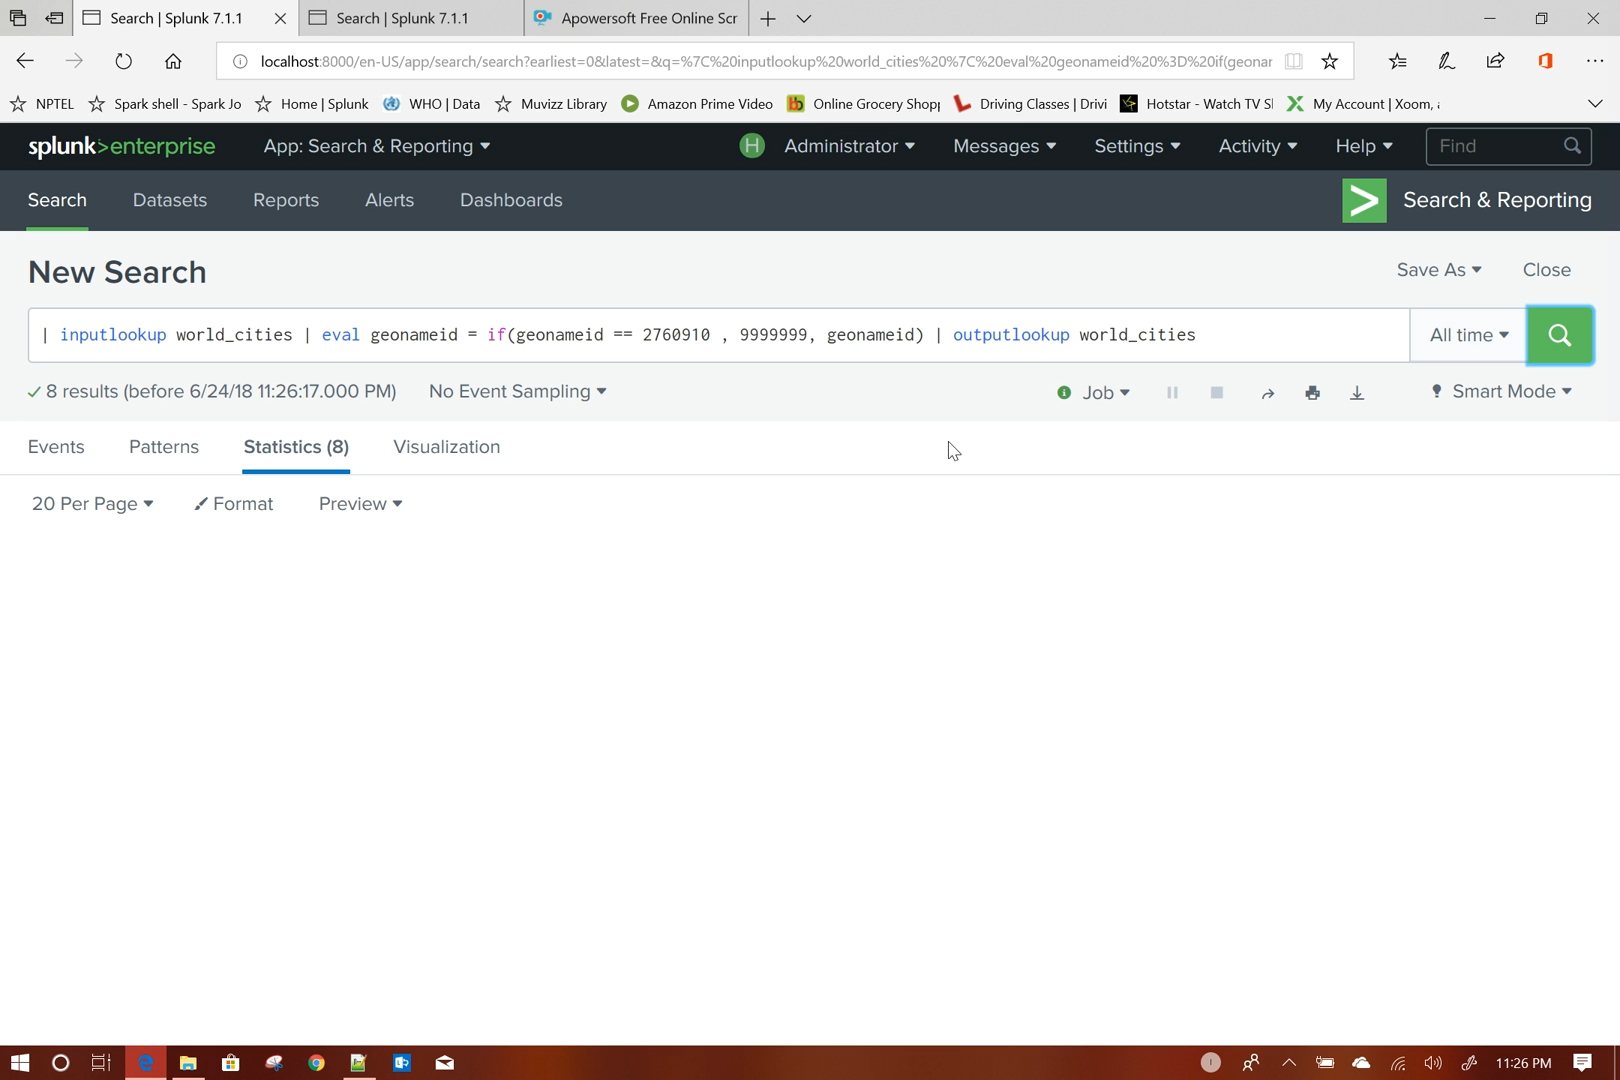 Search | Splunk 7.1.1
Search | Splunk 7.1.1
Apowersoft Free Online Scr
localhost:8000/en-US/app/search/search?earliest=0&latest=&q=%7C%20inputlookup%20world_cities%20%7C%20eval%20geonameid%20%3D%20if(geonar
NPTEL
Spark shell - Spark Jo
Home | Splunk
WHO | Data
Muvizz Library
Amazon Prime Video
Online Grocery Shopp
Driving Classes | Drivi
Hotstar - Watch TV S
My Account | Xoom, a
splunk>enterprise
App: Search & Reporting
H
Administrator
Messages
Settings
Activity
Help
Find
Search
Datasets
Reports
Alerts
Dashboards
>
Search & Reporting
New Search
Save As
Close
| inputlookup world_cities | eval geonameid = if(geonameid == 2760910 , 9999999, geonameid) | outputlookup world_cities
All time
8 results (before 6/24/18 11:26:17.000 PM)
No Event Sampling
Job
Smart Mode
Events
Patterns
Statistics (8)
Visualization
20 Per Page
Format
Preview
11:26 PM